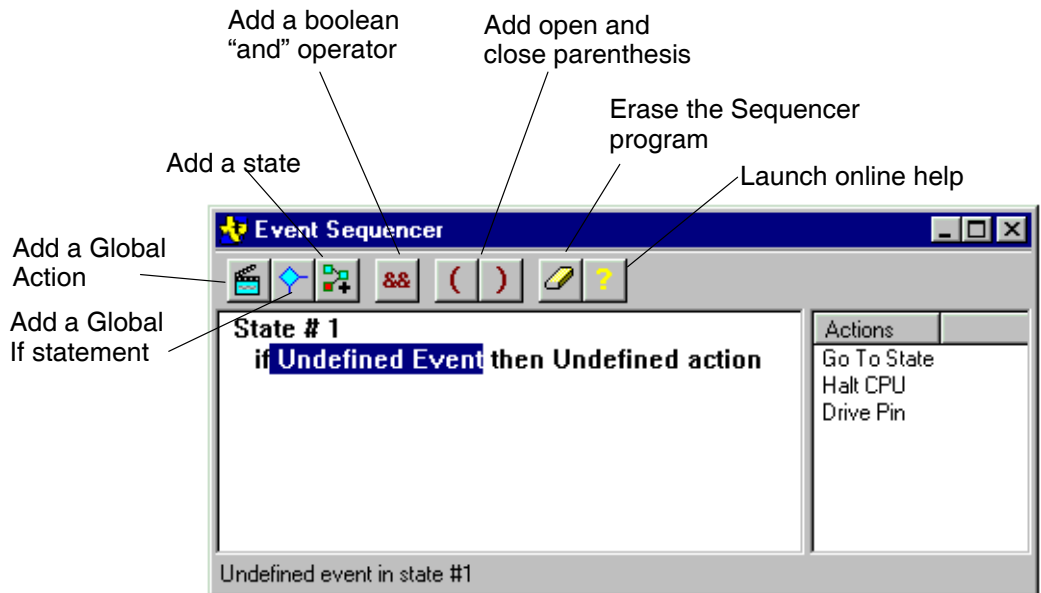 Add a boolean
“and” operator
Add open and
close parenthesis
Erase the Sequencer
program
Add a state
Launch online help
Event Sequencer
Add a Global
Action
&&
(
)
?
Add a Global
If statement
State # 1
if Undefined Event then Undefined action
Actions
Go To State
Halt CPU
Drive Pin
Undefined event in state #1